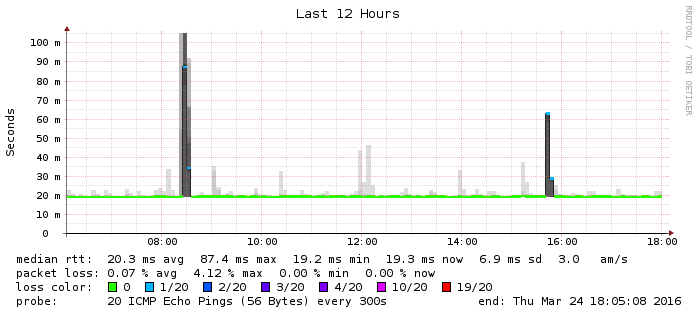 Last 12 Hours
RRDTOOL / TOBI OETIKER
Seconds
100 m
90 m
80 m
70 m
60 m
50 m
40 m
30 m
20 m
10 m
0
08:00 10:00 12:00 14:00 16:00 18:00
median rtt: 20.3 ms avg 87.4 ms max 19.2 ms min 19.3 ms now 6.9 ms sd 3.0 am/s
packet loss: 0.07 % avg 4.12 % max 0.00 % min 0.00 % now
loss color: 0 1/20 2/20 3/20 4/20 10/20 19/20
probe: 20 ICMP Echo Pings (56 Bytes) every 300s end: Thu Mar 24 18:05:08 2016